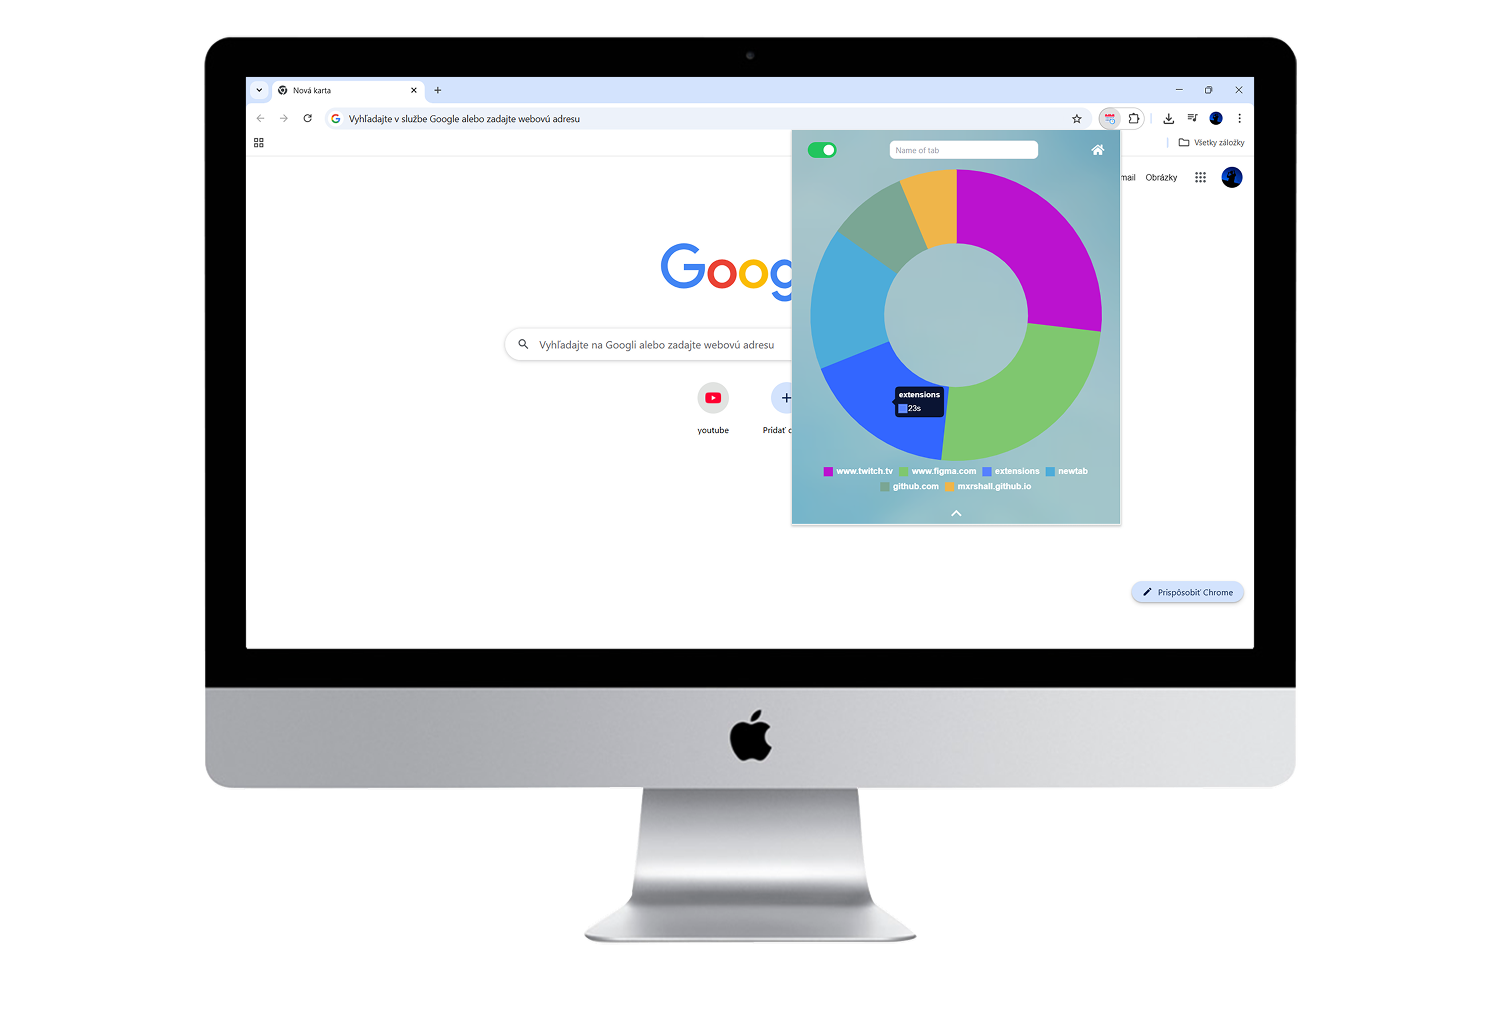 Nová karta
Vyhľadajte v službe Google alebo zadajte webovú adresu
Všetky záložky
Name of tab
mail Obrázky
Goog
Vyhľadajte na Googli alebo zadajte webovú adresu
extensions
23s
youtube
Pridať o
www.twitch.tv www.figma.com extensions newtab
github.com mxrshall.github.io
Prispôsobiť Chrome